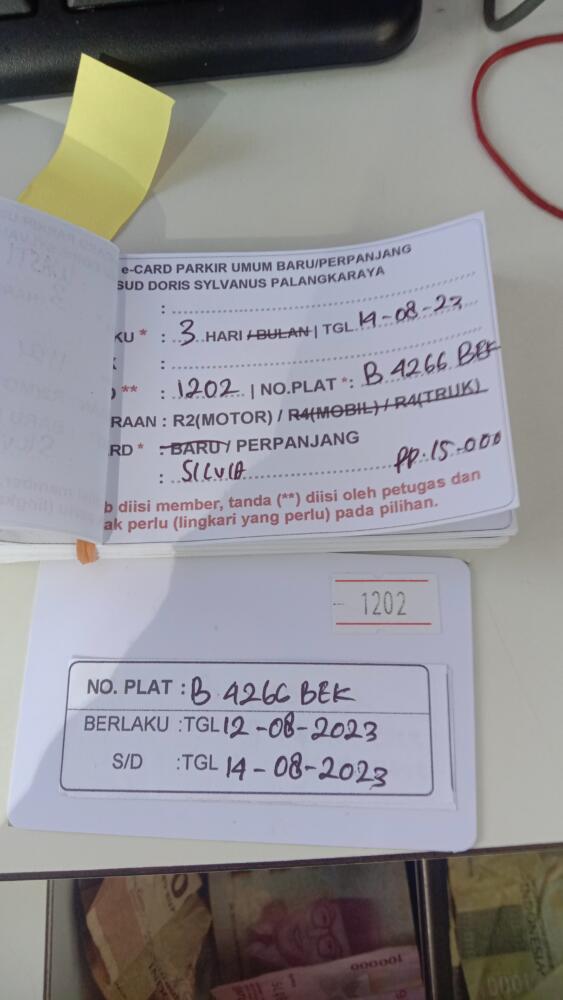 e-CARD PARKIR UMUM BARU/PERPANJANG
SUD DORIS SYLVANUS PALANGKARAYA
:
KU * : 3 HARI /BULAN | TGL 14-08-23
:
** : 1202 | NO.PLAT *: B 4266 BEK
RAAN : R2(MOTOR) / R4(MOBIL) / R4(TRUK)
RD * : BARU / PERPANJANG
: SILVIA PP.15.000
b diisi member, tanda (**) diisi oleh petugas dan
ak perlu (lingkari yang perlu) pada pilihan.
1202
NO. PLAT : B 4266 BEK
BERLAKU :TGL 12-08-2023
S/D :TGL 14-08-2023
100000